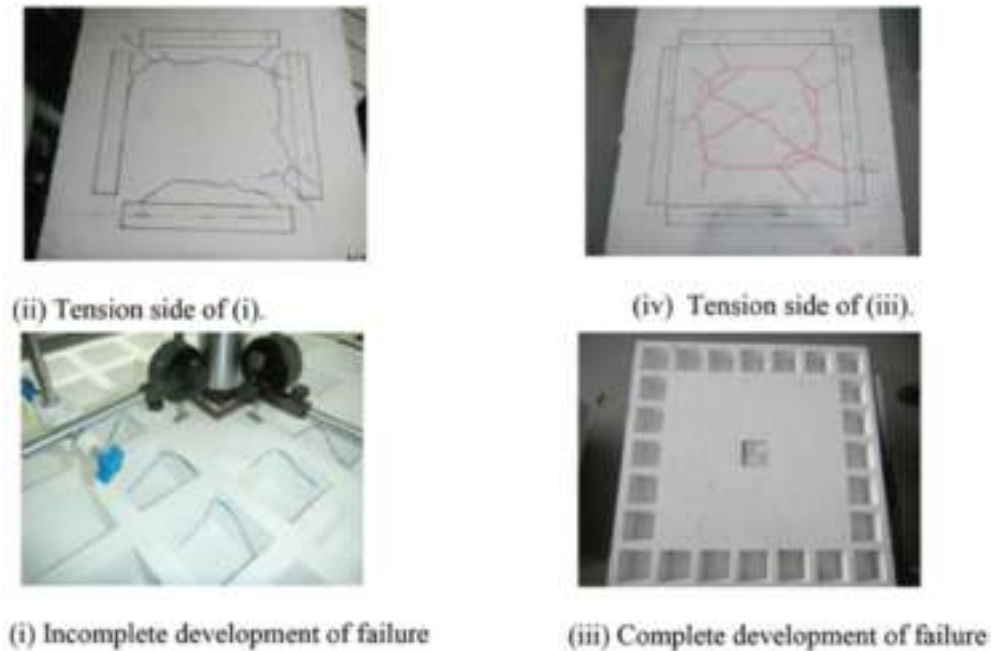 (ii) Tension side of (i).
(iv) Tension side of (iii).
(i) Incomplete development of failure
(iii) Complete development of failure